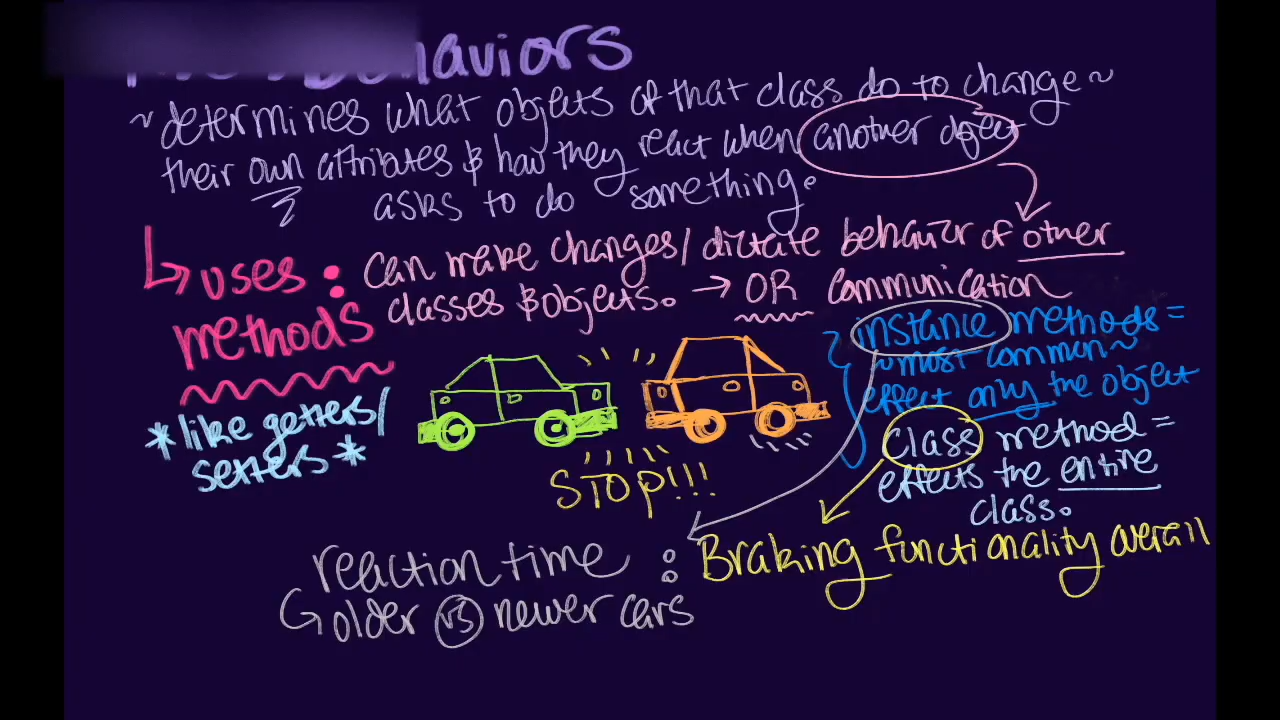 Behaviors
~ determines what objects of that class do to change ~
their own attributes & how they react when another object
asks to do something.
↳ uses: can make changes/dictate behavior of other
methods classes & objects. → OR communication
instance methods =
~most common~
effect only the object
*like getters/
setters*
class method =
effects the entire
class.
STOP!!!
reaction time : Braking functionality overall
↳ older vs newer cars